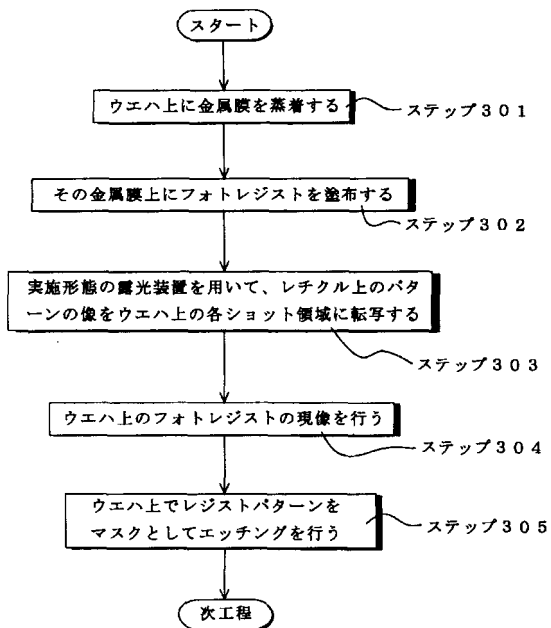 スタート
ウエハ上に金属膜を蒸着する
ステップ301
その金属膜上にフォトレジストを塗布する
ステップ302
実施形態の露光装置を用いて、レチクル上のパタ
ーンの像をウエハ上の各ショット領域に転写する
ステップ303
ウエハ上のフォトレジストの現像を行う
ステップ304
ウエハ上でレジストパターンを
マスクとしてエッチングを行う
ステップ305
次工程